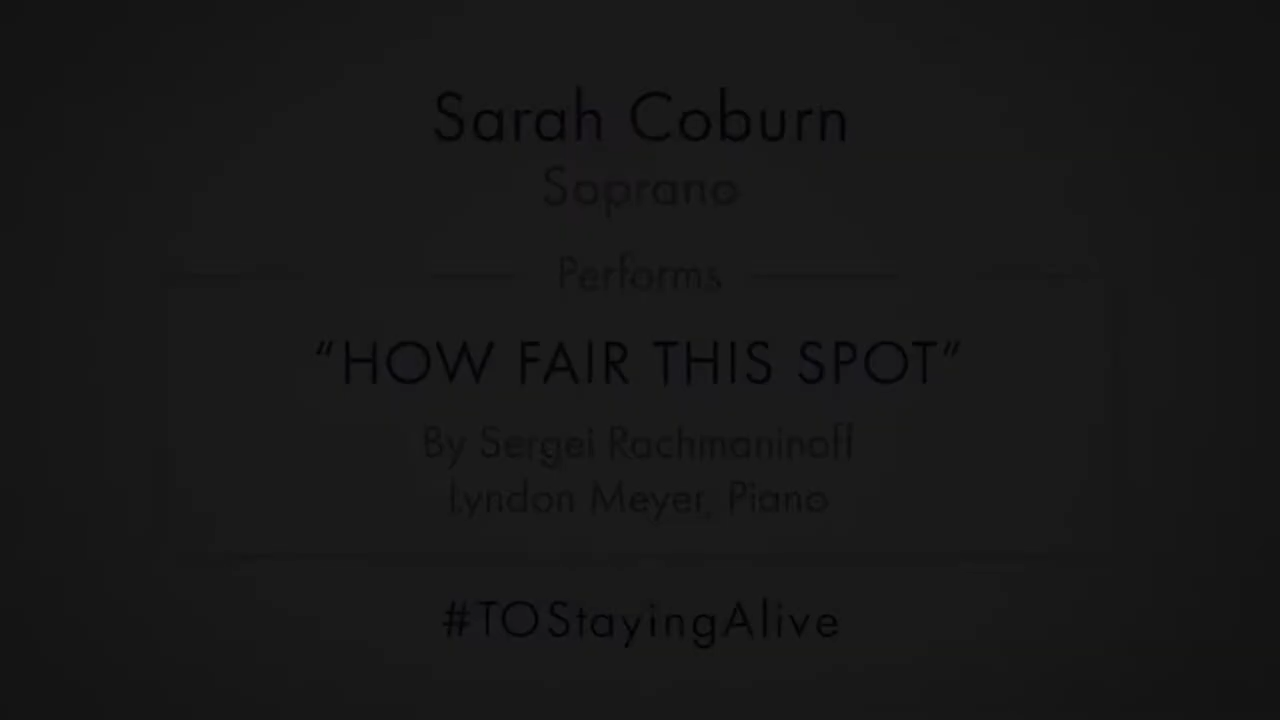 Sarah Coburn
Soprano
Performs
“HOW FAIR THIS SPOT”
By Sergei Rachmaninoff
Lyndon Meyer, Piano
#TOStayingAlive